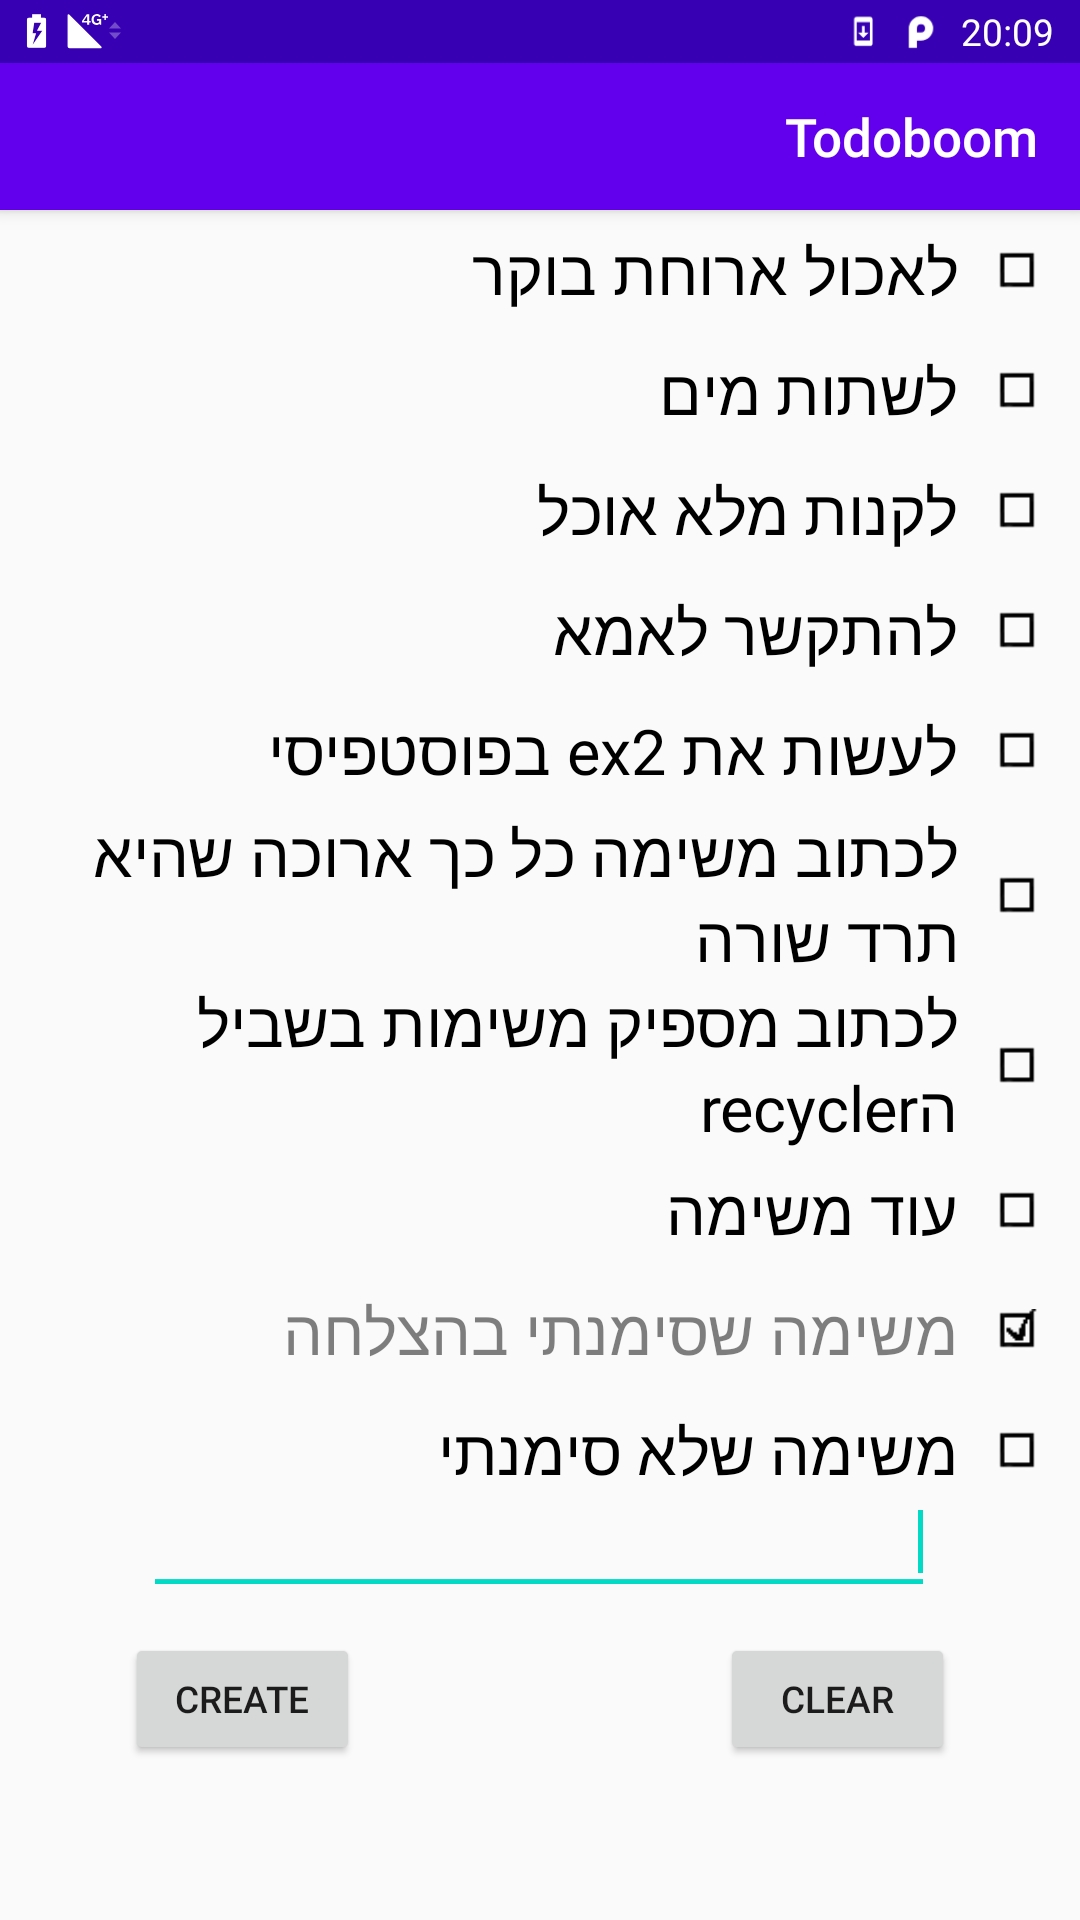 4G+
20:09
Todoboom
לאכול ארוחת בוקר
לשתות מים
לקנות מלא אוכל
להתקשר לאמא
לעשות את ex2 בפוסטפיסי
לכתוב משימה כל כך ארוכה שהיא
תרד שורה
לכתוב מספיק משימות בשביל
הrecycler
עוד משימה
משימה שסימנתי בהצלחה
משימה שלא סימנתי
CREATE
CLEAR